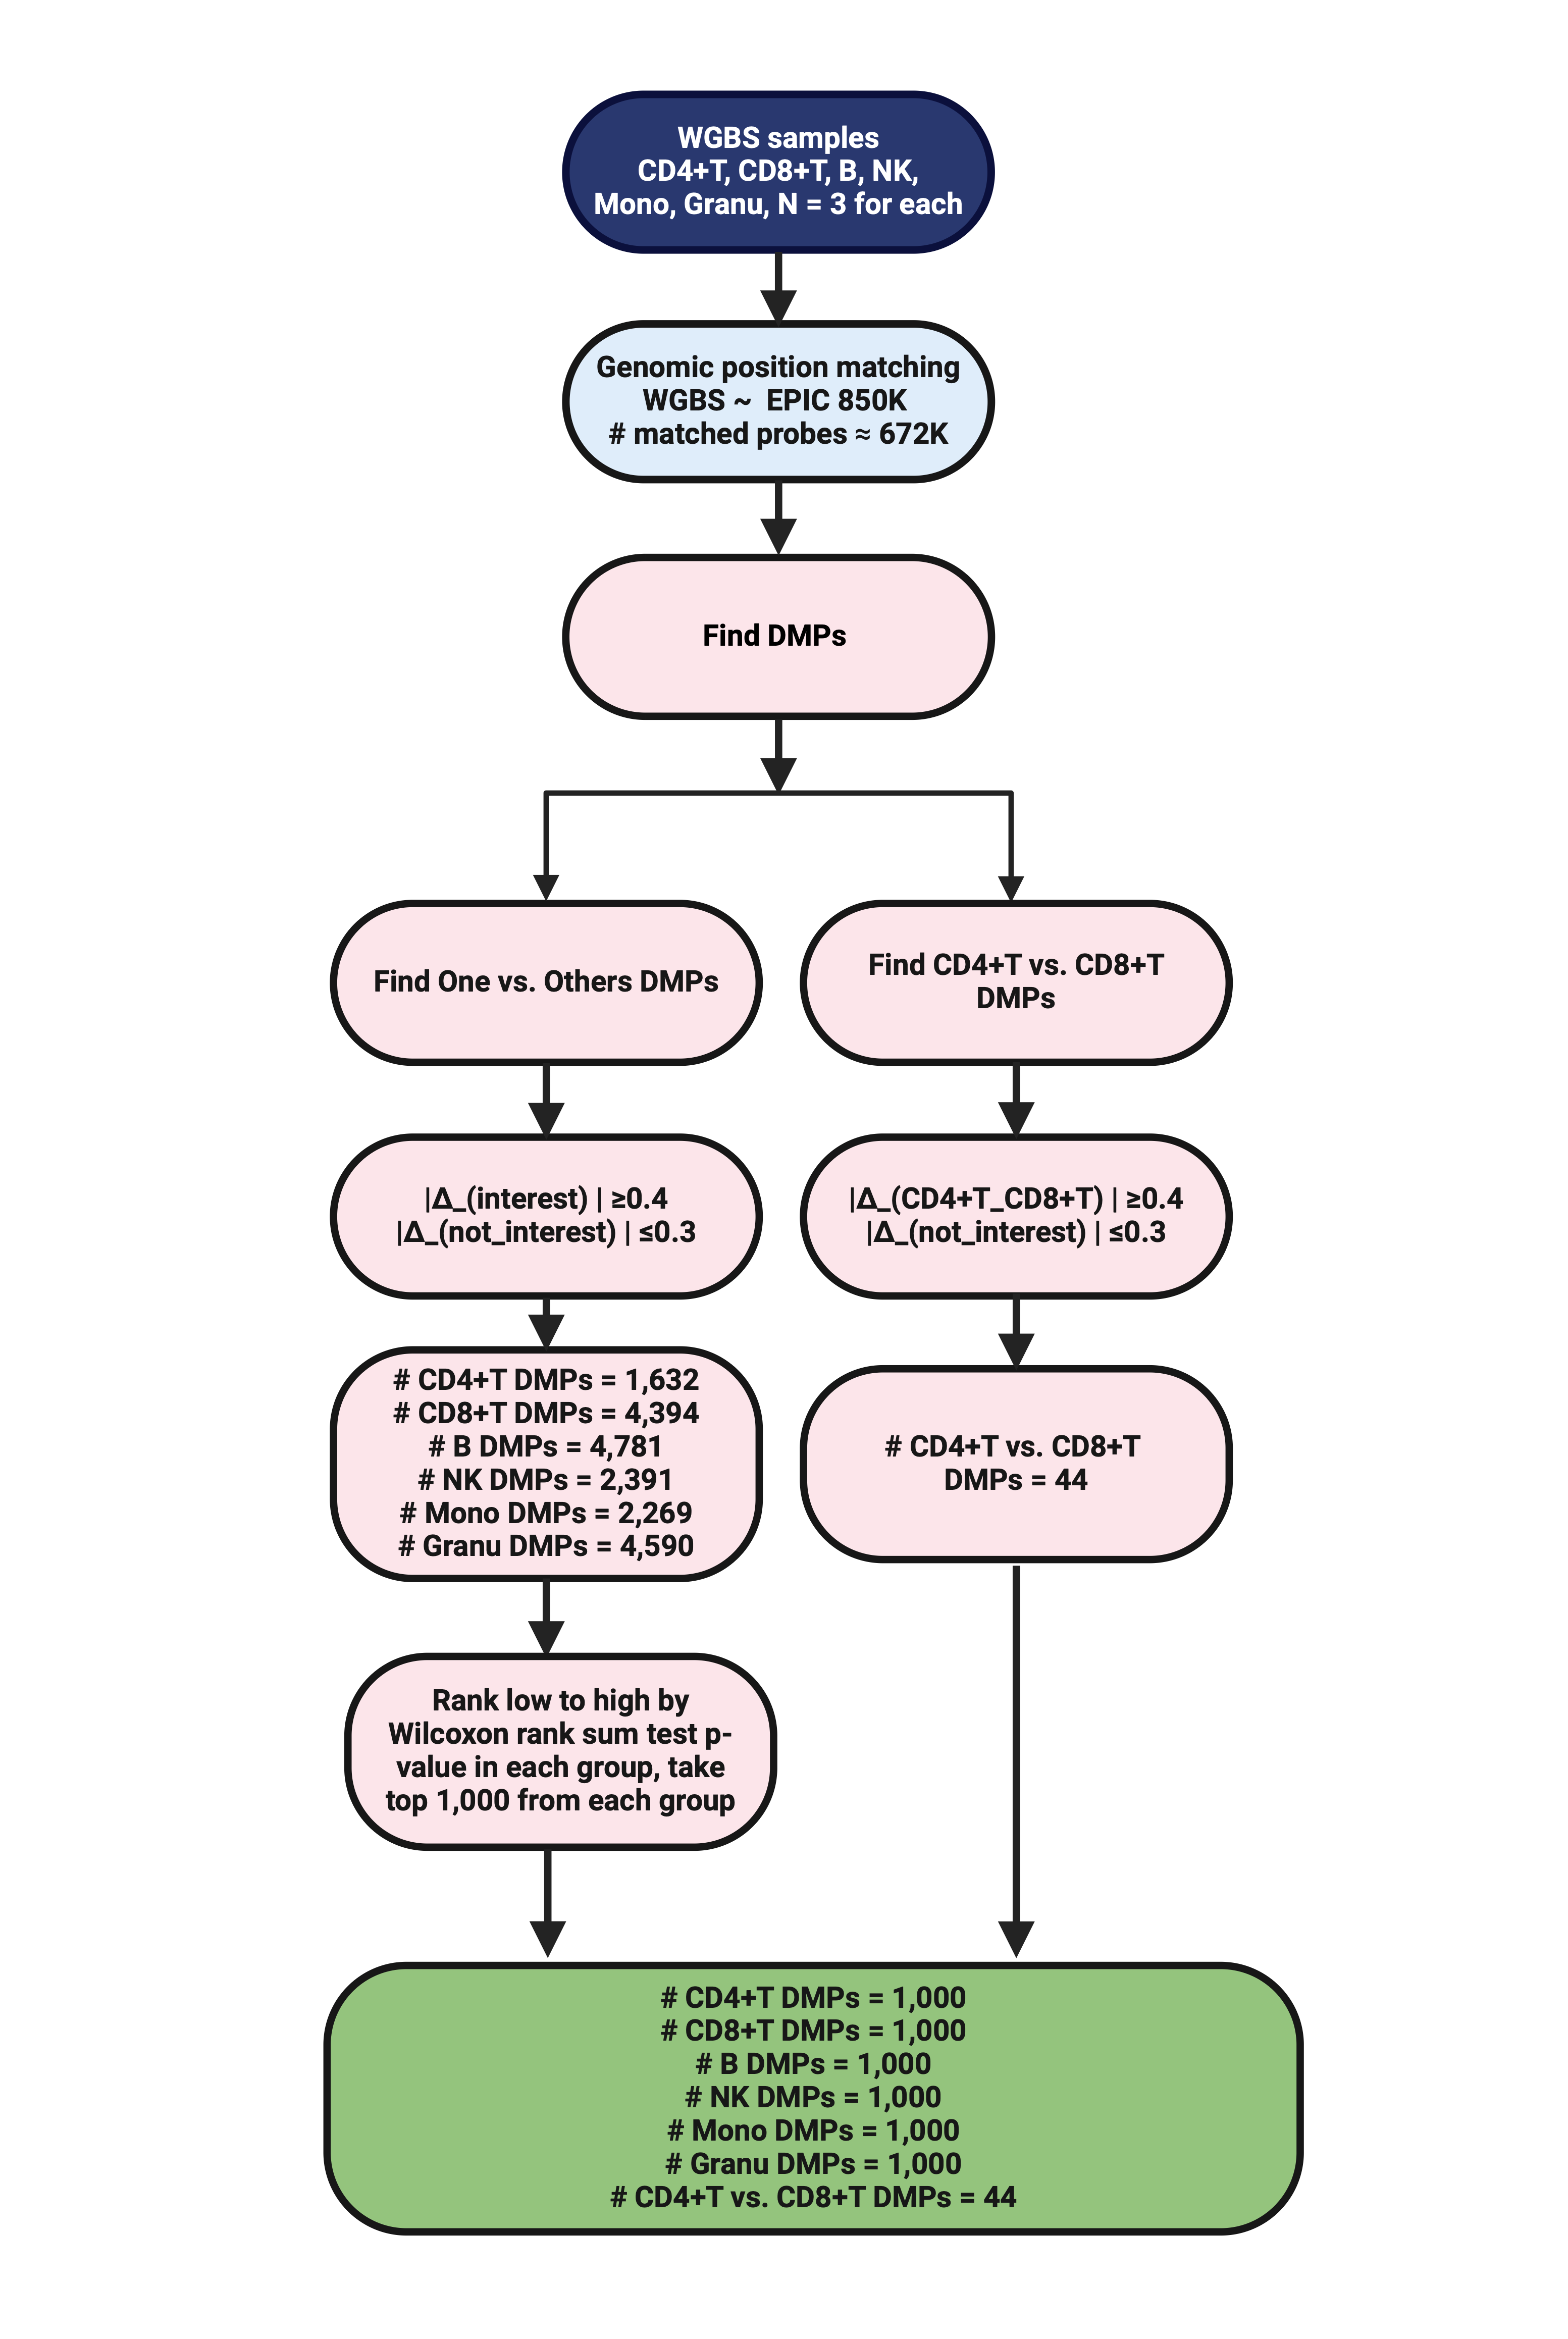 WGBS samples
CD4+T, CD8+T, B, NK,
Mono, Granu, N = 3 for each
Genomic position matching
WGBS ~ EPIC 850K
# matched probes ≈ 672K
Find DMPs
Find One vs. Others DMPs
Find CD4+T vs. CD8+T
DMPs
|Δ_(interest) | ≥0.4
|Δ_(not_interest) | ≤0.3
|Δ_(CD4+T_CD8+T) | ≥0.4
|Δ_(not_interest) | ≤0.3
# CD4+T DMPs = 1,632
# CD8+T DMPs = 4,394
# B DMPs = 4,781
# NK DMPs = 2,391
# Mono DMPs = 2,269
# Granu DMPs = 4,590
# CD4+T vs. CD8+T
DMPs = 44
Rank low to high by
Wilcoxon rank sum test p-
value in each group, take
top 1,000 from each group
# CD4+T DMPs = 1,000
# CD8+T DMPs = 1,000
# B DMPs = 1,000
# NK DMPs = 1,000
# Mono DMPs = 1,000
# Granu DMPs = 1,000
# CD4+T vs. CD8+T DMPs = 44